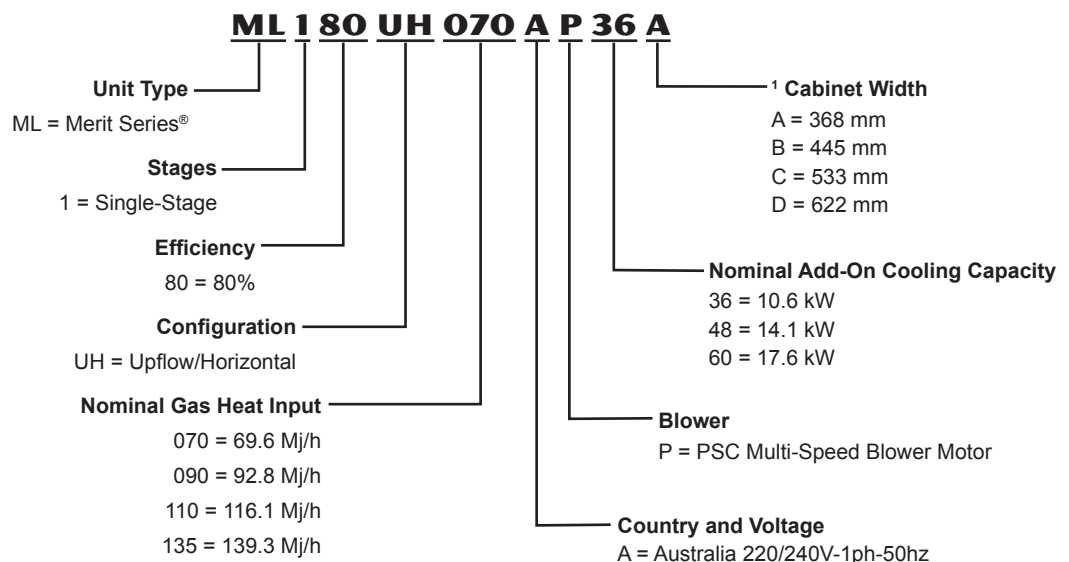 ML 1 80 UH 070 A P 36 A
Unit Type
ML = Merit Series®
Stages
1 = Single-Stage
Efficiency
80 = 80%
Configuration
UH = Upflow/Horizontal
Nominal Gas Heat Input
070 = 69.6 Mj/h
090 = 92.8 Mj/h
110 = 116.1 Mj/h
135 = 139.3 Mj/h
¹ Cabinet Width
A = 368 mm
B = 445 mm
C = 533 mm
D = 622 mm
Nominal Add-On Cooling Capacity
36 = 10.6 kW
48 = 14.1 kW
60 = 17.6 kW
Blower
P = PSC Multi-Speed Blower Motor
Country and Voltage
A = Australia 220/240V-1ph-50hz